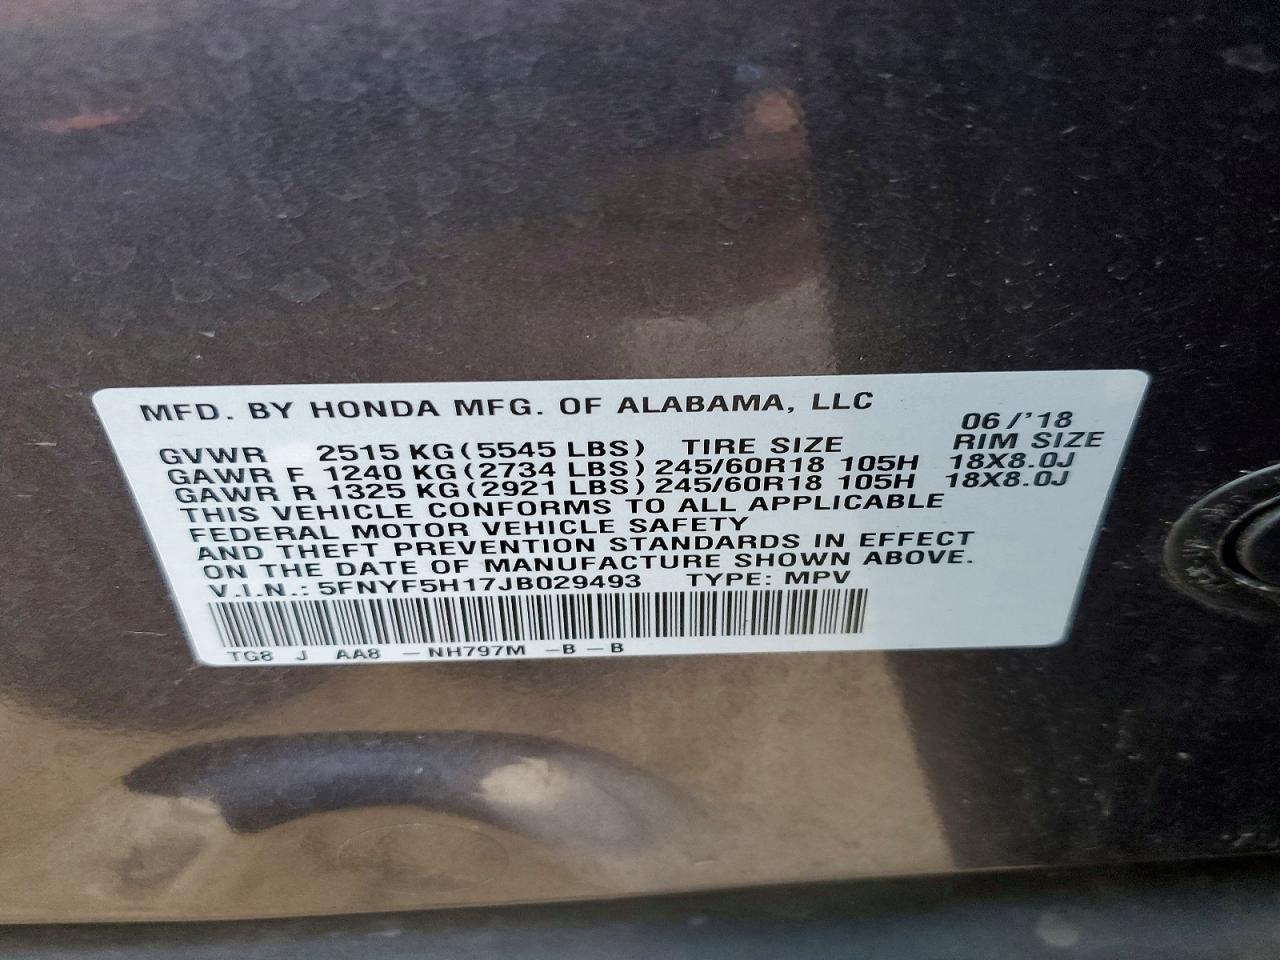 MFD. BY HONDA MFG. OF ALABAMA, LLC 06/'18
GVWR 2515 KG (5545 LBS) TIRE SIZE RIM SIZE
GAWR F 1240 KG (2734 LBS) 245/60R18 105H 18X8.0J
GAWR R 1325 KG (2921 LBS) 245/60R18 105H 18X8.0J
THIS VEHICLE CONFORMS TO ALL APPLICABLE
FEDERAL MOTOR VEHICLE SAFETY
AND THEFT PREVENTION STANDARDS IN EFFECT
ON THE DATE OF MANUFACTURE SHOWN ABOVE.
V.I.N.: 5FNYF5H17JB029493 TYPE: MPV
TG8 J AA8 - NH797M - B - B